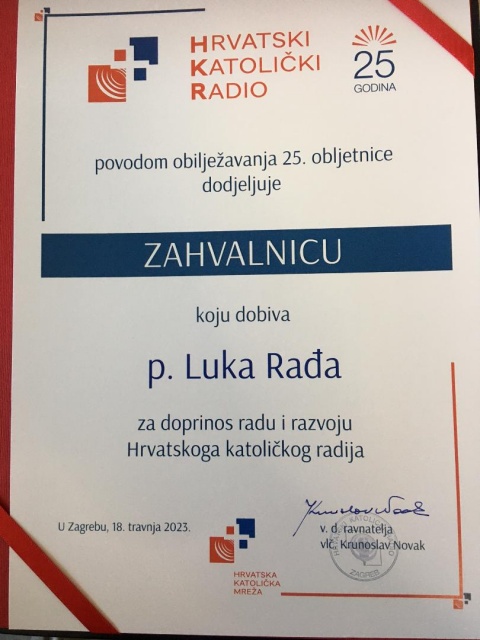 HRVATSKI
KATOLIČKI
RADIO
25
GODINA
povodom obilježavanja 25. obljetnice
dodjeljuje
ZAHVALNICU
koju dobiva
p. Luka Rađa
za doprinos radu i razvoju
Hrvatskoga katoličkog radija
U Zagrebu, 18. travnja 2023.
v. d. ravnatelja
vlč. Krunoslav Novak
ZAGREB
HRVATSKA
KATOLIČKA
MREŽA